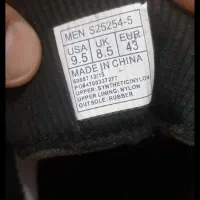 MEN S25254-5
USA UK EUR
9.5 8.5 43
MADE IN CHINA
UPPER: SYNTHETIC/NYLON
UPPER LINING: NYLON
OUTSOLE: RUBBER